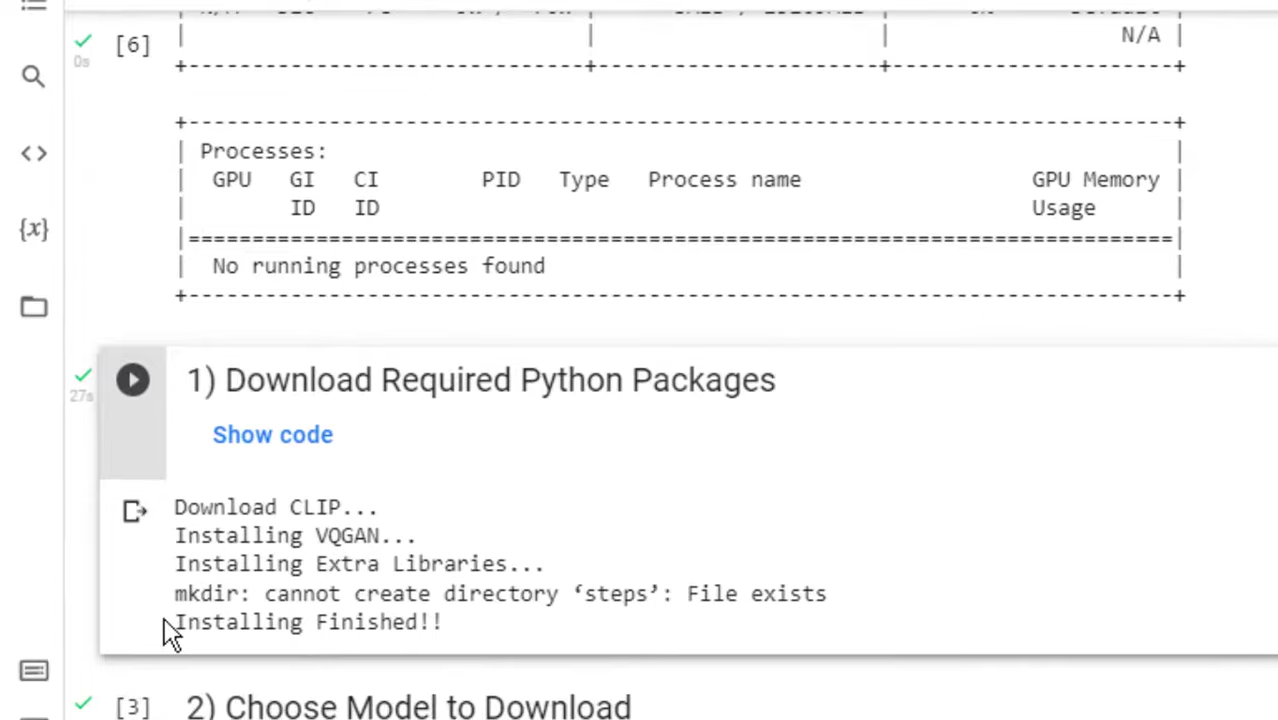 [6]
N/A
0s
Processes:
GPU GI CI PID Type Process name GPU Memory
ID ID Usage
No running processes found
27s
1) Download Required Python Packages
Show code
Download CLIP...
Installing VQGAN...
Installing Extra Libraries...
mkdir: cannot create directory ‘steps’: File exists
Installing Finished!!
[3] 2) Choose Model to Download